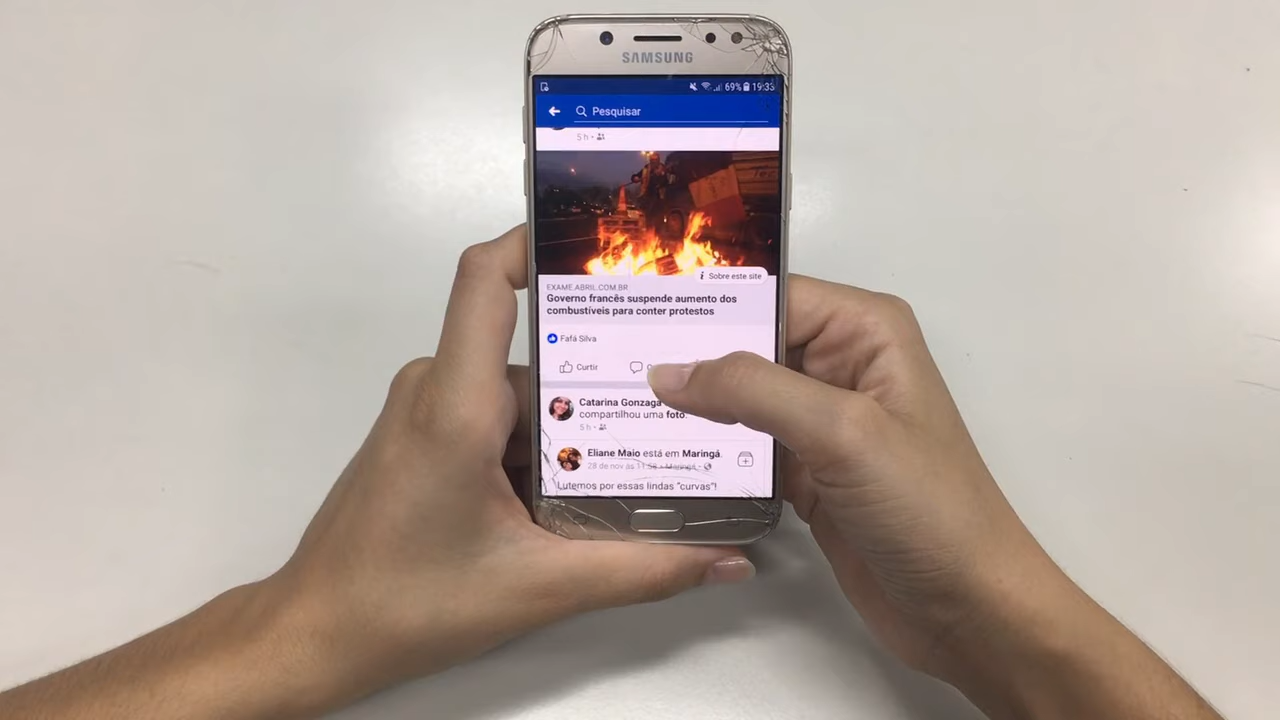 SAMSUNG
69% 19:33
Pesquisar
5 h
Sobre este site
EXAME.ABRIL.COM.BR
Governo francês suspende aumento dos
combustíveis para conter protestos
Fafá Silva
Curtir
Catarina Gonzaga
compartilhou uma foto.
5 h
Eliane Maio está em Maringá.
28 de nov às 11:58 • Maringá •
Lutemos por essas lindas "curvas"!